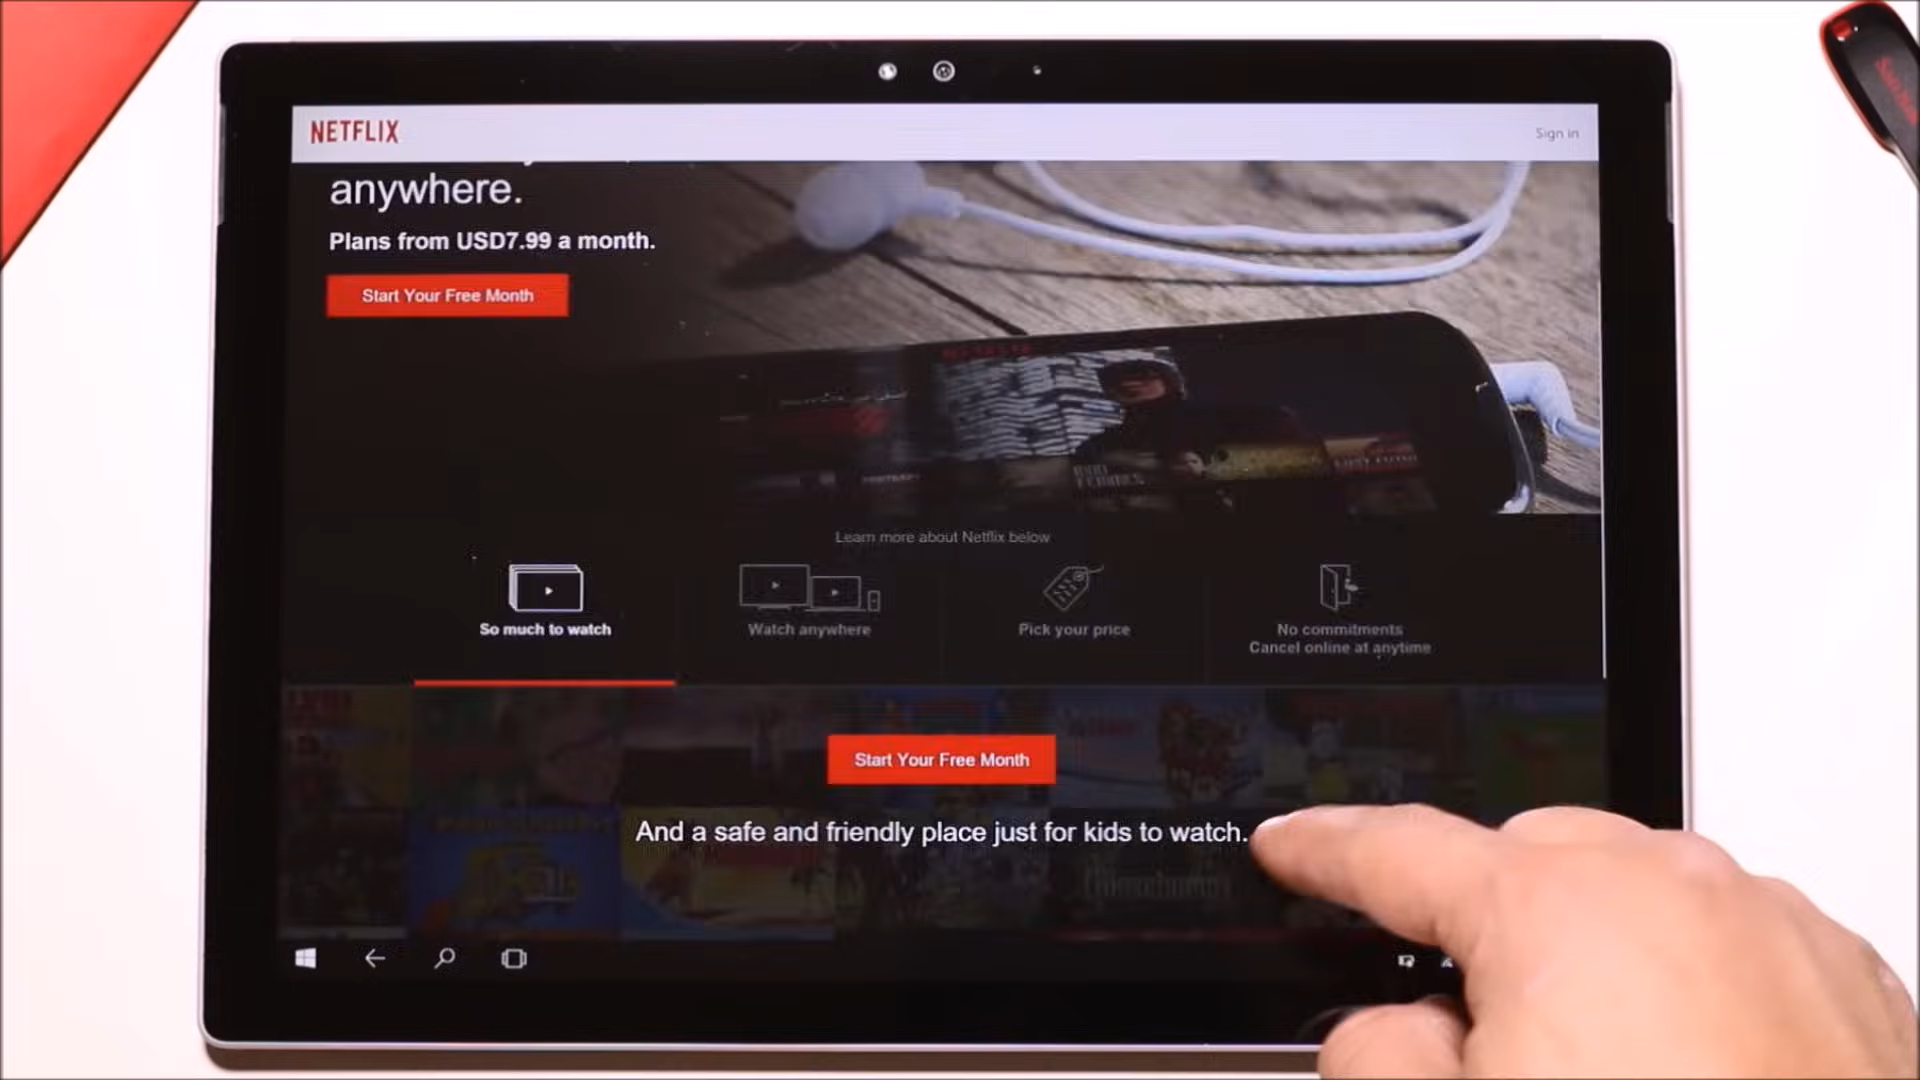 NETFLIX
Sign in
anywhere.
Plans from USD7.99 a month.
Start Your Free Month
Learn more about Netflix below
So much to watch
Watch anywhere
Pick your price
No commitments
Cancel online at anytime
Start Your Free Month
And a safe and friendly place just for kids to watch.
SanDisk